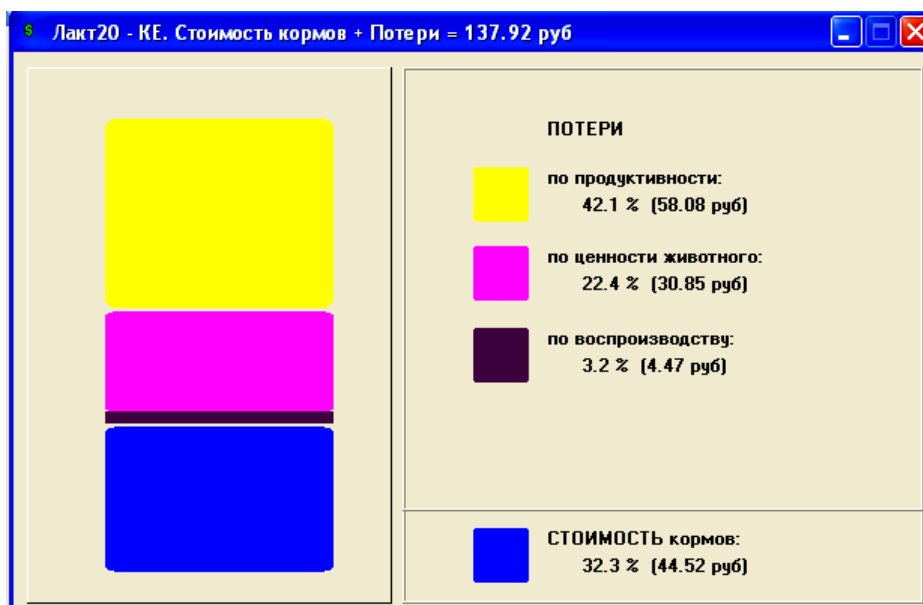 Лакт20 - КЕ. Стоимость кормов + Потери = 137.92 руб
ПОТЕРИ
по продуктивности:
42.1 % (58.08 руб)
по ценности животного:
22.4 % (30.85 руб)
по воспроизводству:
3.2 % (4.47 руб)
СТОИМОСТЬ кормов:
32.3 % (44.52 руб)